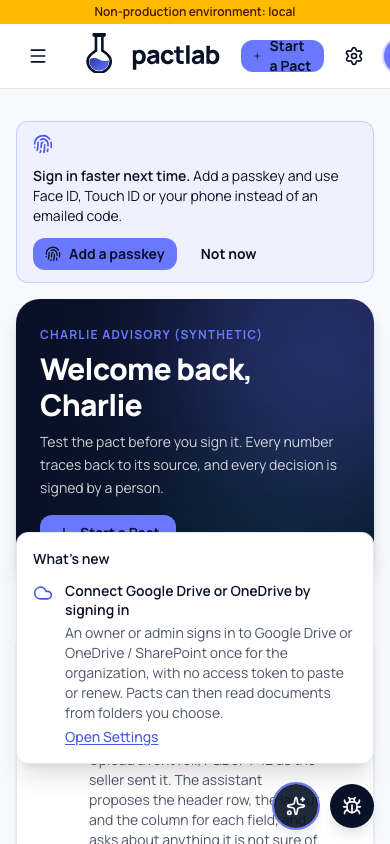 Non-production environment: local
pactlab
Start
a Pact
Sign in faster next time. Add a passkey and use
Face ID, Touch ID or your phone instead of an
emailed code.
Add a passkey
Not now
CHARLIE ADVISORY (SYNTHETIC)
Welcome back,
Charlie
Test the pact before you sign it. Every number
traces back to its source, and every decision is
signed by a person.
Start a Pact
What's new
Connect Google Drive or OneDrive by
signing in
An owner or admin signs in to Google Drive or
OneDrive / SharePoint once for the
organization, with no access token to paste
or renew. Pacts can then read documents
from folders you choose.
Open Settings
seller sent it. The assistant
proposes the header row, the
and the column for each field,
asks about anything it is not sure of.